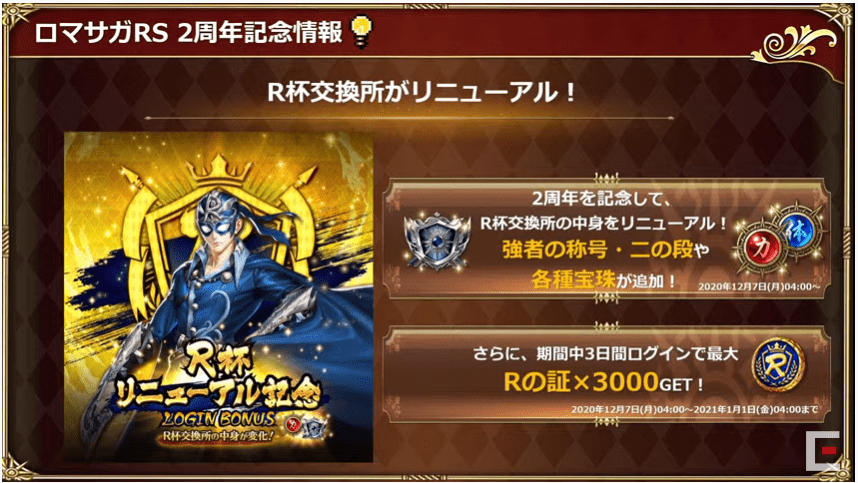 ロマサガRS 2周年記念情報
R杯交換所がリニューアル！
R杯
リニューアル記念
LOGIN BONUS
R杯交換所の中身が変化!
力
2周年を記念して、
R杯交換所の中身をリニューアル！
強者の称号・二の段や
各種宝珠が追加！
2020年12月7日(月)04:00～
力
体
さらに、期間中3日間ログインで最大
Rの証×3000GET！
R
2020年12月7日(月)04:00～2021年1月1日(金)04:00まで